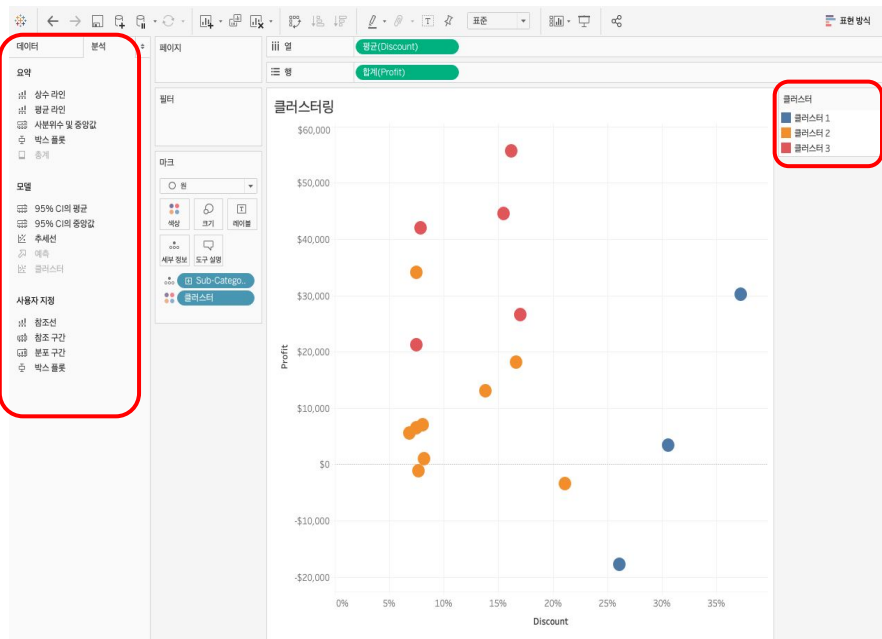 표준
표현 방식
데이터
분석
요약
상수 라인
평균 라인
사분위수 및 중앙값
박스 플롯
총계
모델
95% CI의 평균
95% CI의 중앙값
추세선
예측
클러스터
사용자 지정
참조선
참조 구간
분포 구간
박스 플롯
페이지
필터
마크
원
색상
크기
레이블
세부 정보
도구 설명
Sub-Catego..
클러스터
열
평균(Discount)
행
합계(Profit)
클러스터링
$60,000
$50,000
$40,000
$30,000
$20,000
$10,000
$0
-$10,000
-$20,000
Profit
0%
5%
10%
15%
20%
25%
30%
35%
Discount
클러스터
클러스터 1
클러스터 2
클러스터 3